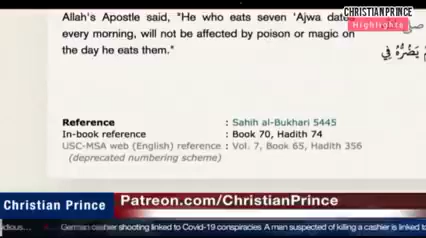 CHRISTIAN PRINCE
Highlights
Allah's Apostle said, "He who eats seven 'Ajwa dates
every morning, will not be affected by poison or magic on
the day he eats them."
يَضُرُّهُ فِي
Reference : Sahih al-Bukhari 5445
In-book reference : Book 70, Hadith 74
USC-MSA web (English) reference : Vol. 7, Book 65, Hadith 356
(deprecated numbering scheme)
Christian Prince Patreon.com/ChristianPrince
German cashier shooting linked to Covid-19 conspiracies A man suspected of killing a cashier is linked